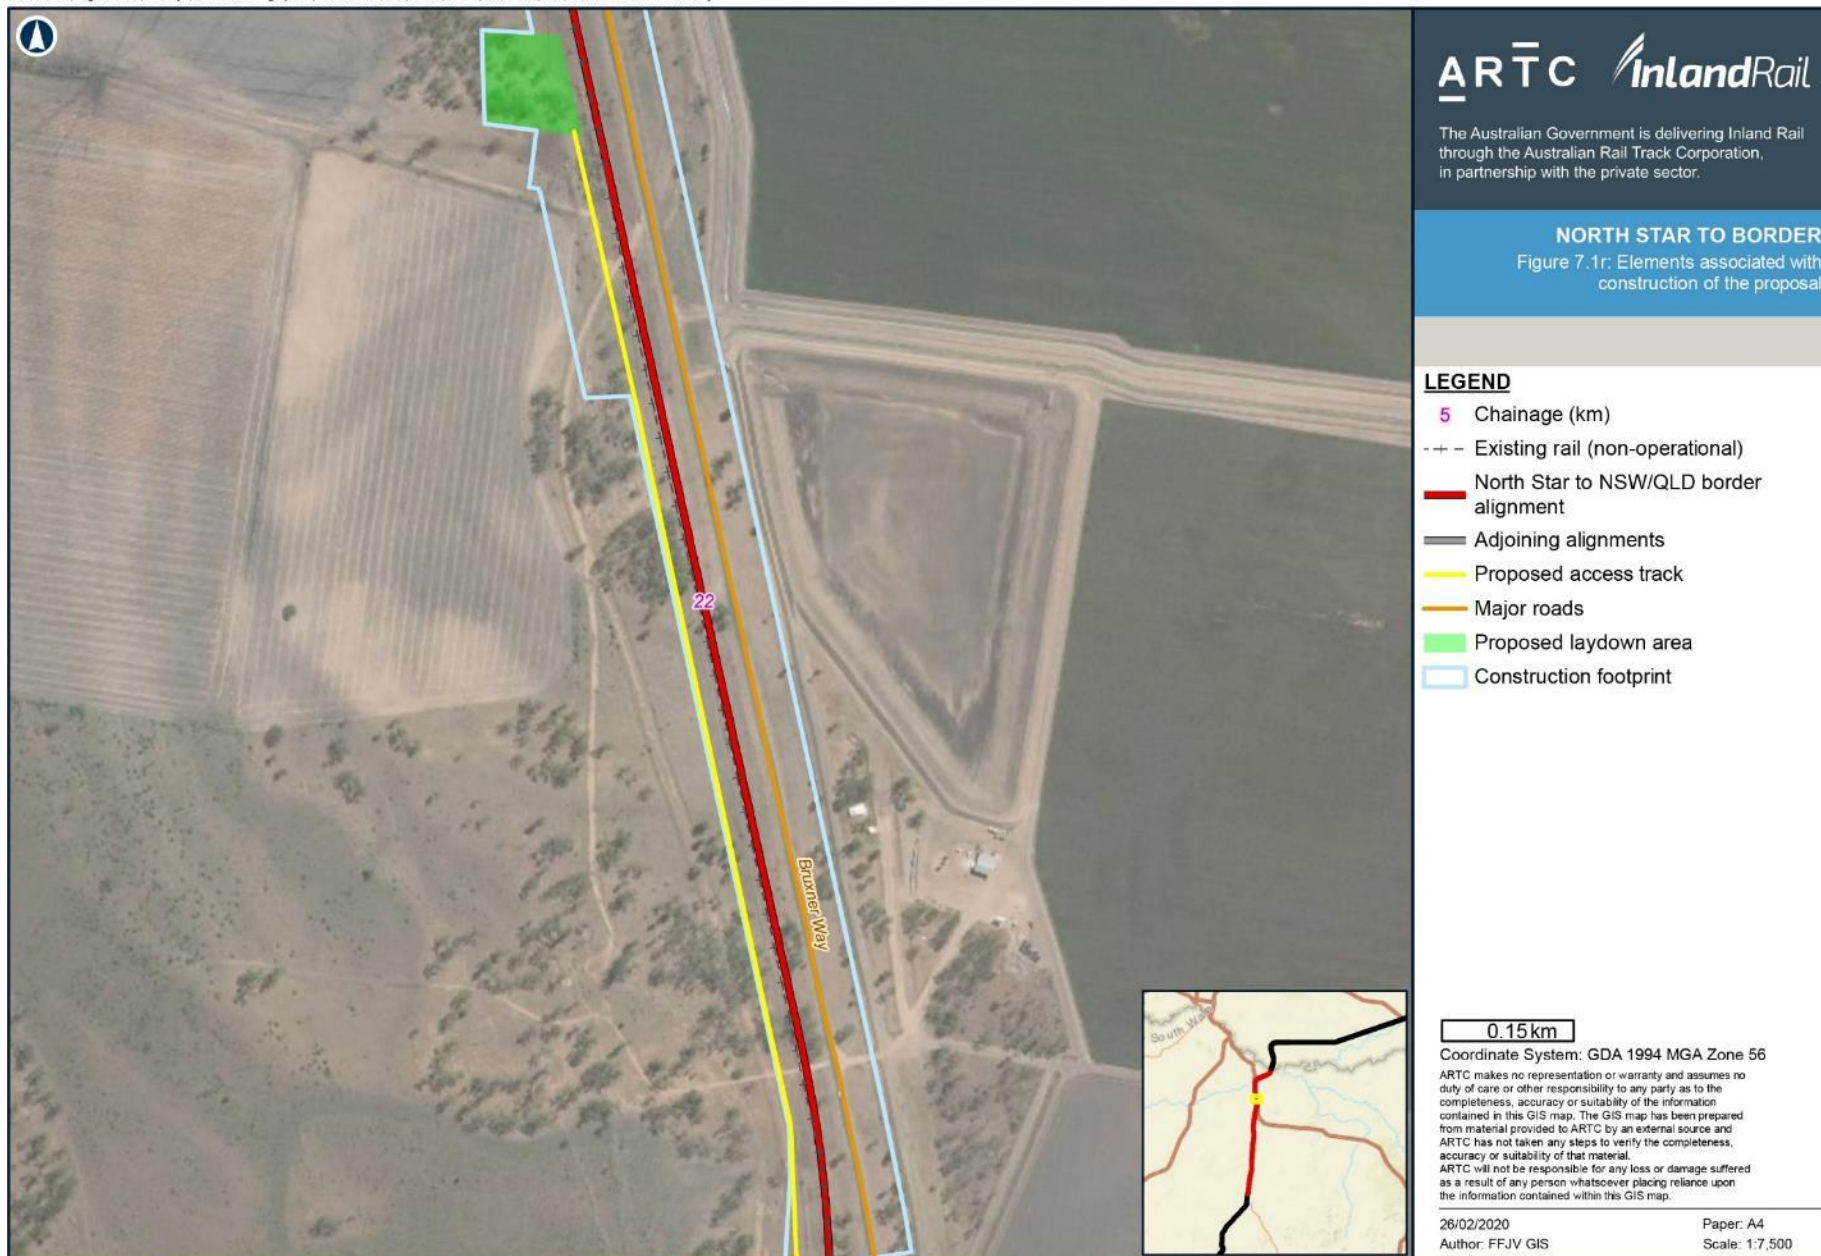 ARTC InlandRail
The Australian Government is delivering Inland Rail
through the Australian Rail Track Corporation,
in partnership with the private sector.
NORTH STAR TO BORDER
Figure 7.1r: Elements associated with
construction of the proposal
LEGEND
5 Chainage (km)
Existing rail (non-operational)
North Star to NSW/QLD border
alignment
Adjoining alignments
Proposed access track
Major roads
Proposed laydown area
Construction footprint
22
Bruxner Way
South Wales
0.15km
Coordinate System: GDA 1994 MGA Zone 56
ARTC makes no representation or warranty and assumes no
duty of care or other responsibility to any party as to the
completeness, accuracy or suitability of the information
contained in this GIS map. The GIS map has been prepared
from material provided to ARTC by an external source and
ARTC has not taken any steps to verify the completeness,
accuracy or suitability of that material.
ARTC will not be responsible for any loss or damage suffered
as a result of any person whatsoever placing reliance upon
the information contained within this GIS map.
26/02/2020 Paper: A4
Author: FFJV GIS Scale: 1:7,500